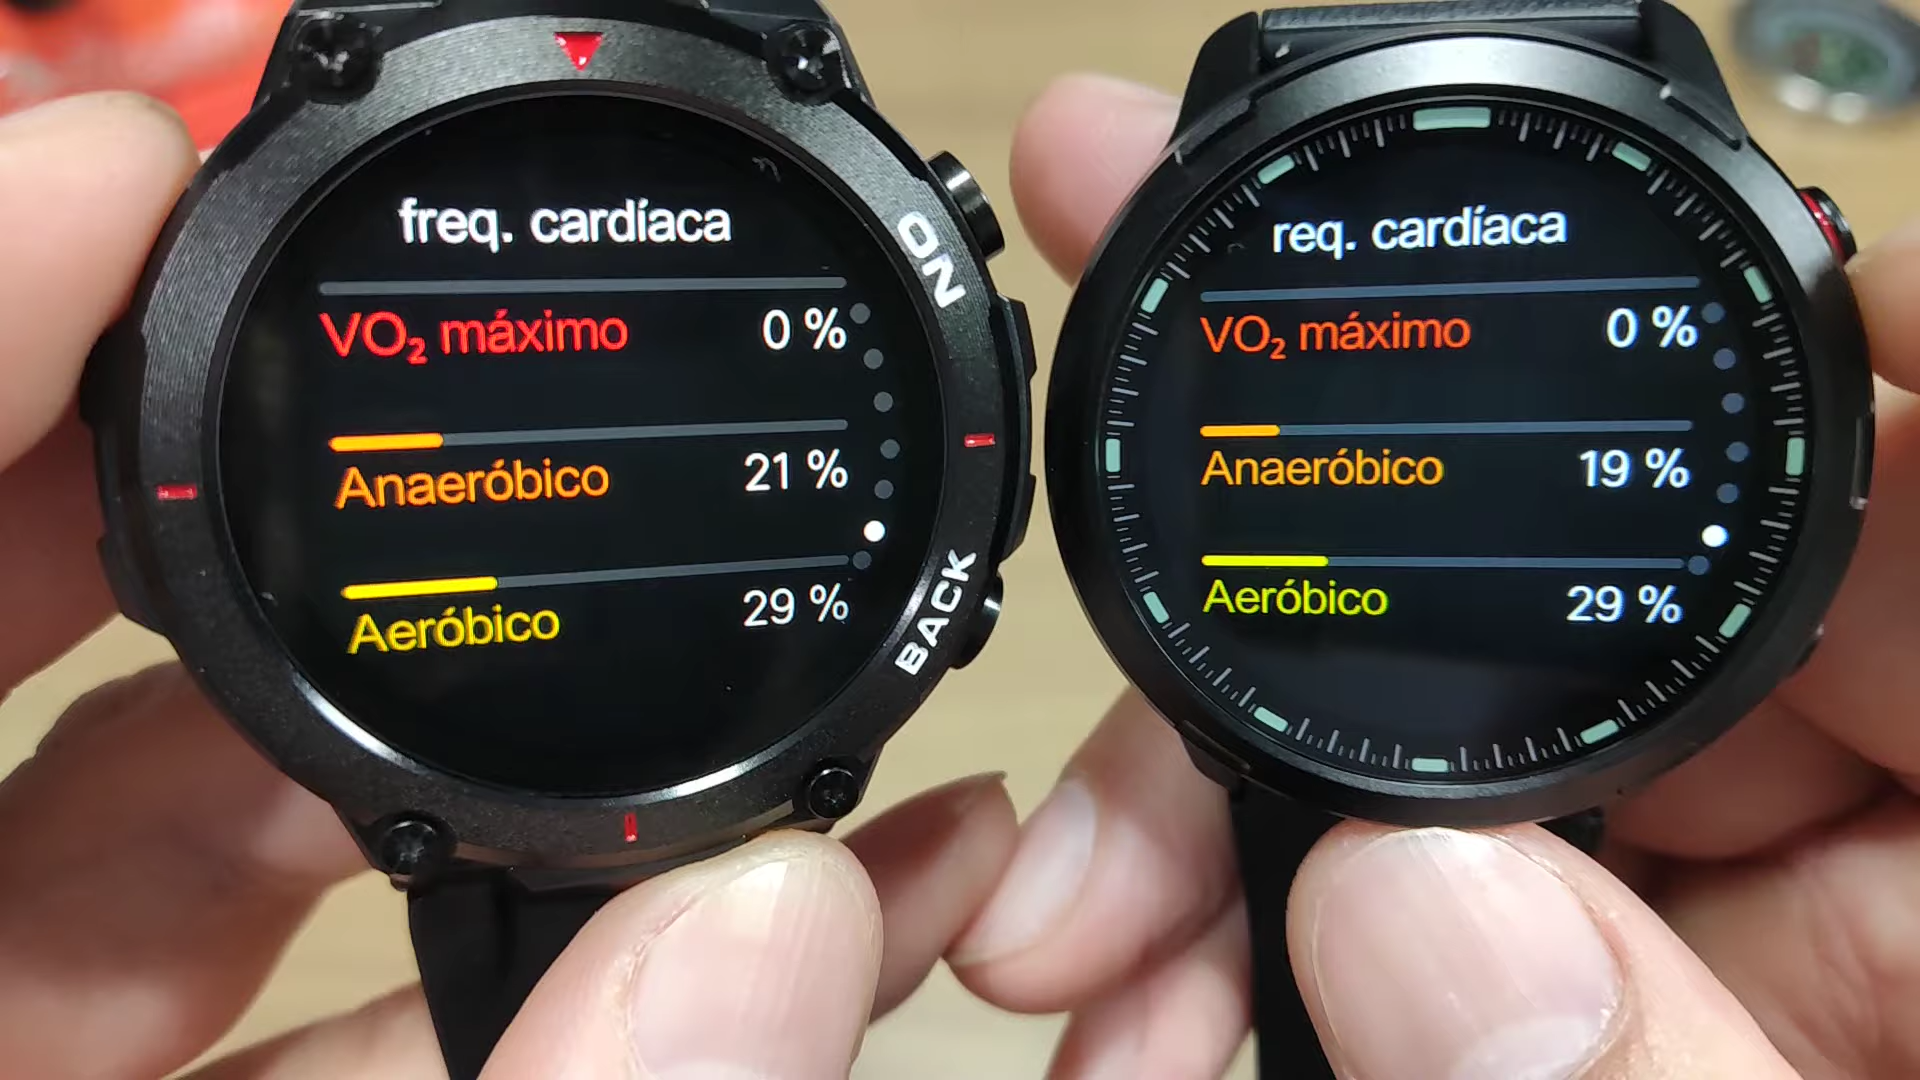 freq. cardíaca
VO₂ máximo 0 %
Anaeróbico 21 %
Aeróbico 29 %
ON
BACK
req. cardíaca
VO₂ máximo 0 %
Anaeróbico 19 %
Aeróbico 29 %